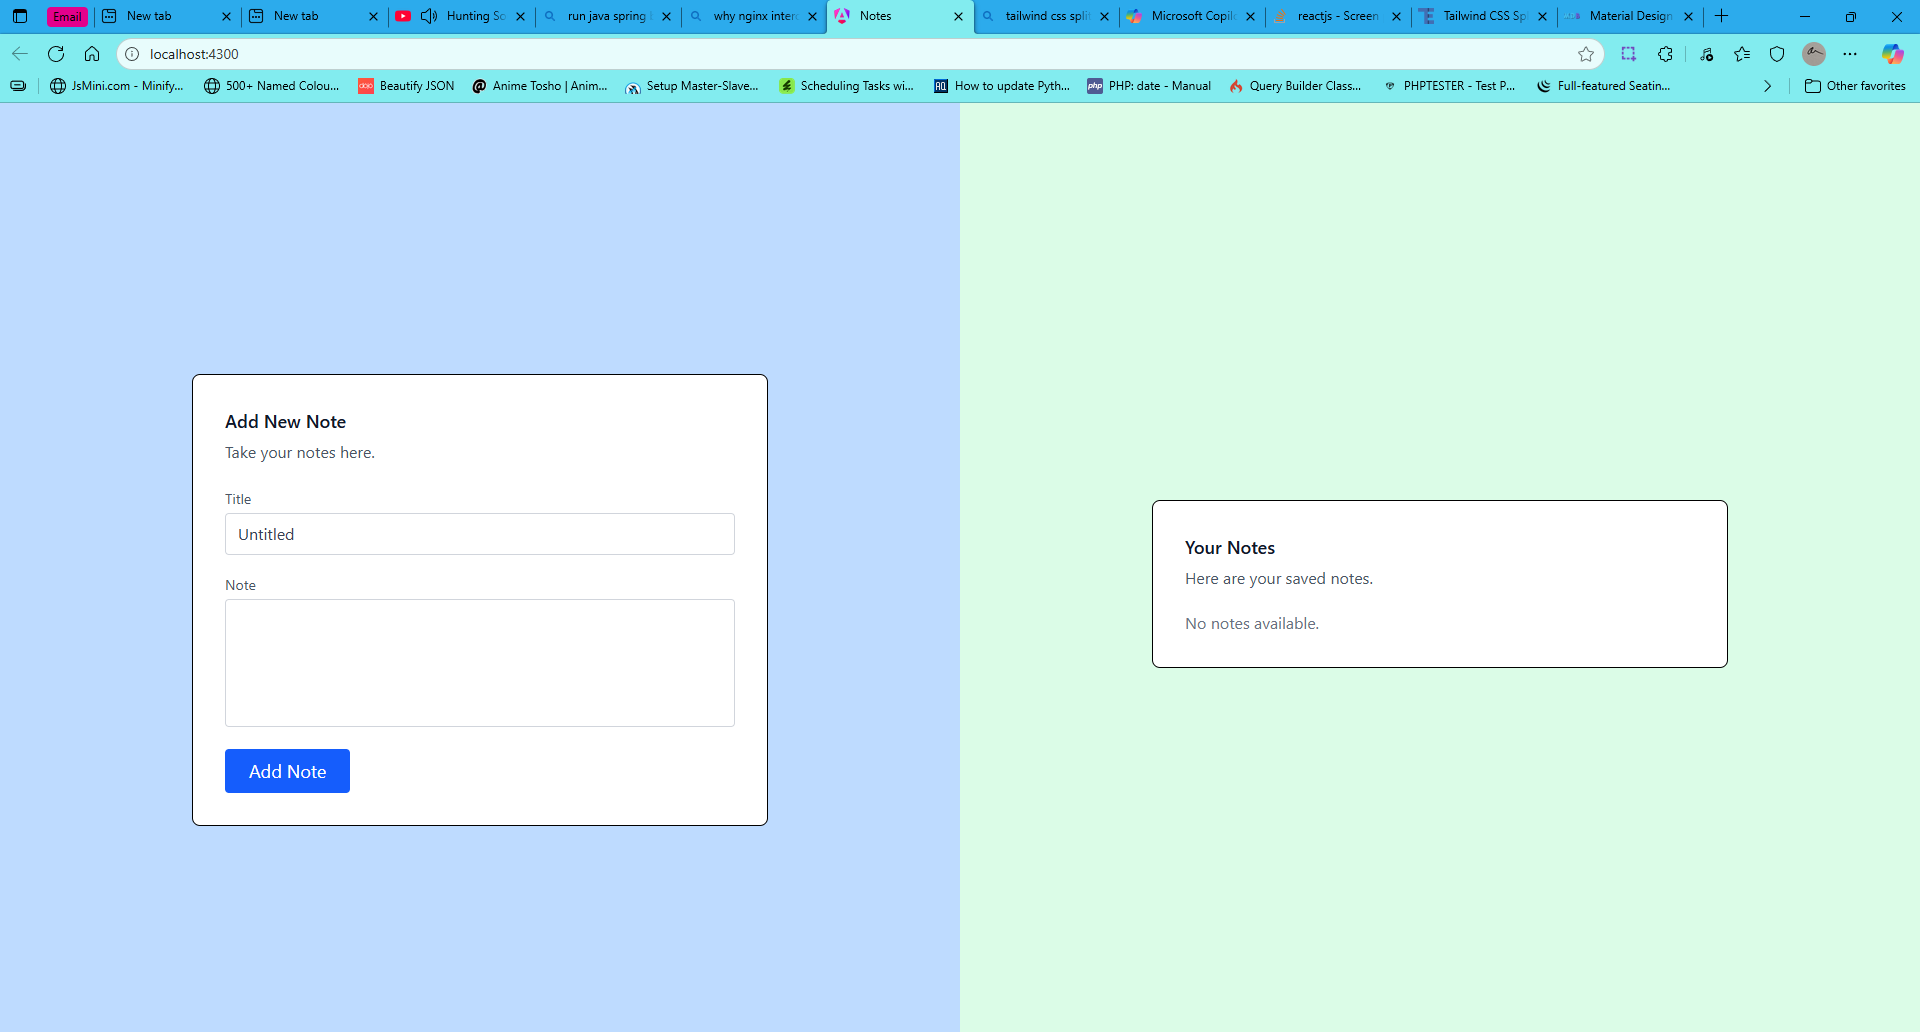 Email New tab New tab Hunting So run java spring why nginx inter Notes tailwind css split Microsoft Copil reactjs - Screen Tailwind CSS Sp Material Design
localhost:4300
JsMini.com - Minify... 500+ Named Colou... Beautify JSON Anime Tosho | Anim... Setup Master-Slave... Scheduling Tasks wi... How to update Pyth... PHP: date - Manual Query Builder Class... PHPTESTER - Test P... Full-featured Seatin... Other favorites
Add New Note
Take your notes here.
Title
Untitled
Note
Add Note
Your Notes
Here are your saved notes.
No notes available.